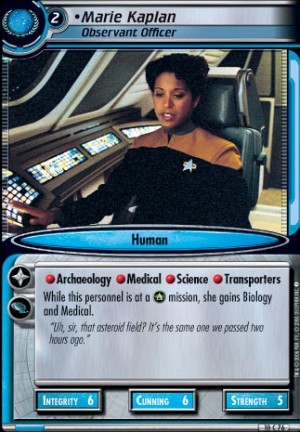 2
•Marie Kaplan
Observant Officer
Human
Archaeology Medical Science Transporters
While this personnel is at a mission, she gains Biology
and Medical.
"Uh, sir, that asteroid field? It's the same one we passed two
hours ago."
Integrity 6 Cunning 6 Strength 5